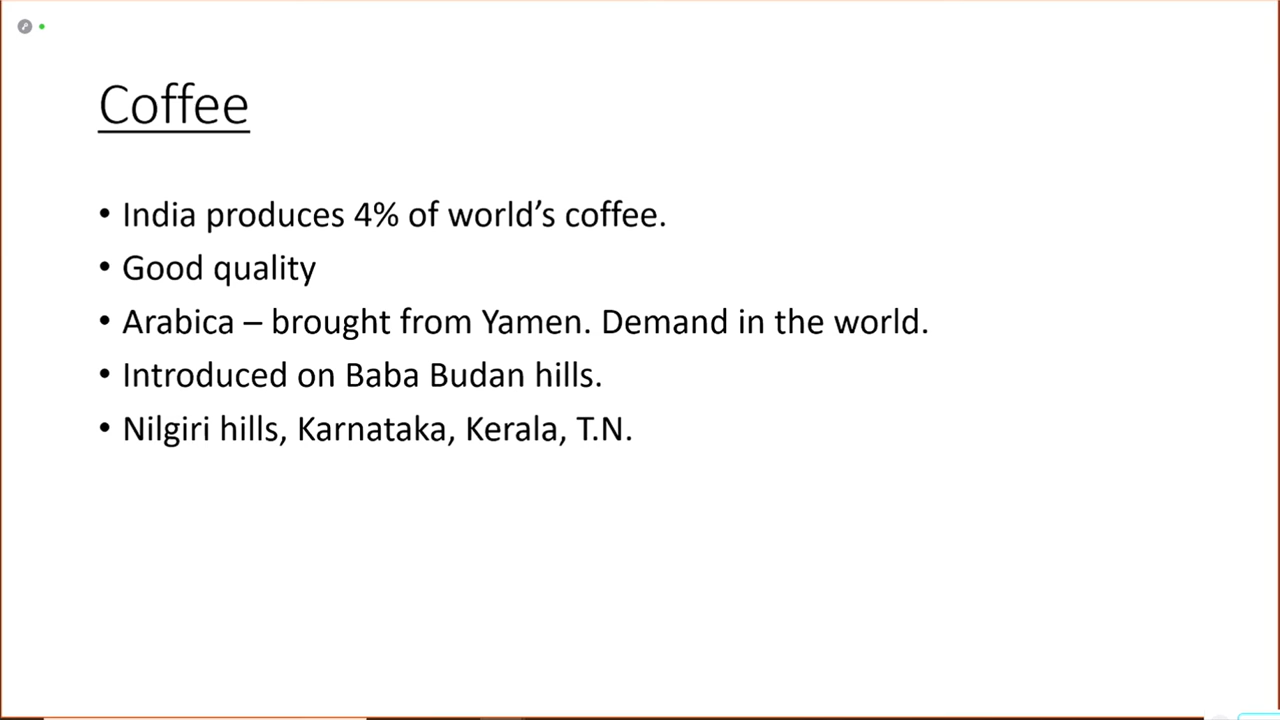 Coffee
• India produces 4% of world’s coffee.
• Good quality
• Arabica – brought from Yamen. Demand in the world.
• Introduced on Baba Budan hills.
• Nilgiri hills, Karnataka, Kerala, T.N.